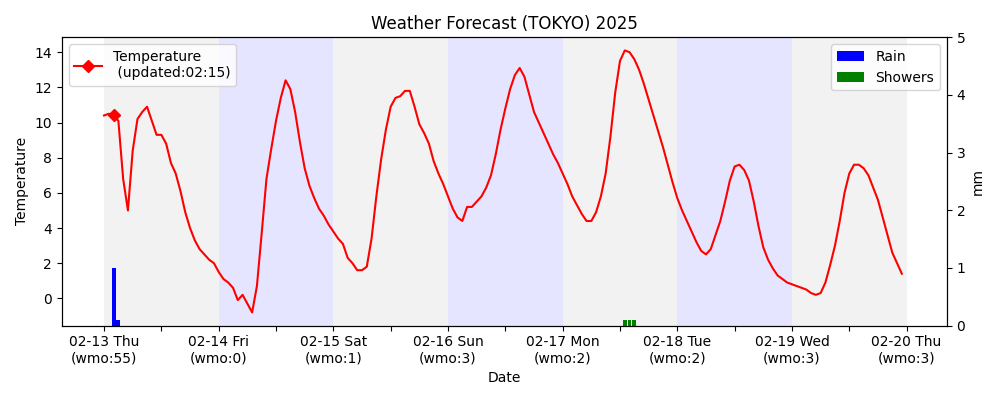 Weather Forecast (TOKYO) 2025
Temperature
(updated:02:15)
Rain
Showers
14
12
10
8
6
4
2
0
Temperature
5
4
3
2
1
0
mm
02-13 Thu
(wmo:55)
02-14 Fri
(wmo:0)
02-15 Sat
(wmo:1)
02-16 Sun
(wmo:3)
02-17 Mon
(wmo:2)
02-18 Tue
(wmo:2)
02-19 Wed
(wmo:3)
02-20 Thu
(wmo:3)
Date